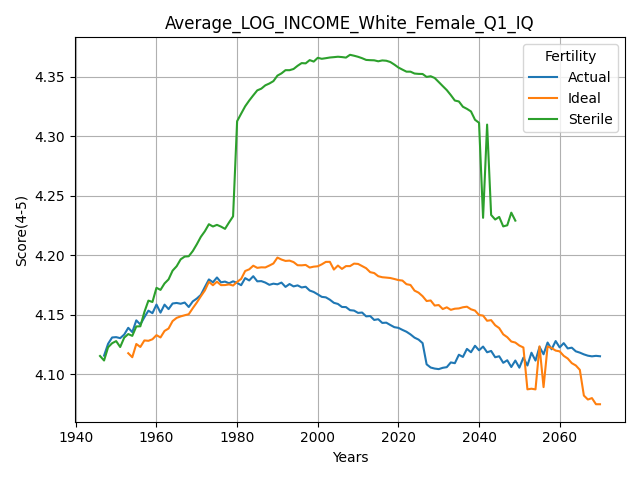 Average_LOG_INCOME_White_Female_Q1_IQ
Fertility
Actual
Ideal
Sterile
Score(4-5)
4.35
4.30
4.25
4.20
4.15
4.10
1940
1960
1980
2000
2020
2040
2060
Years